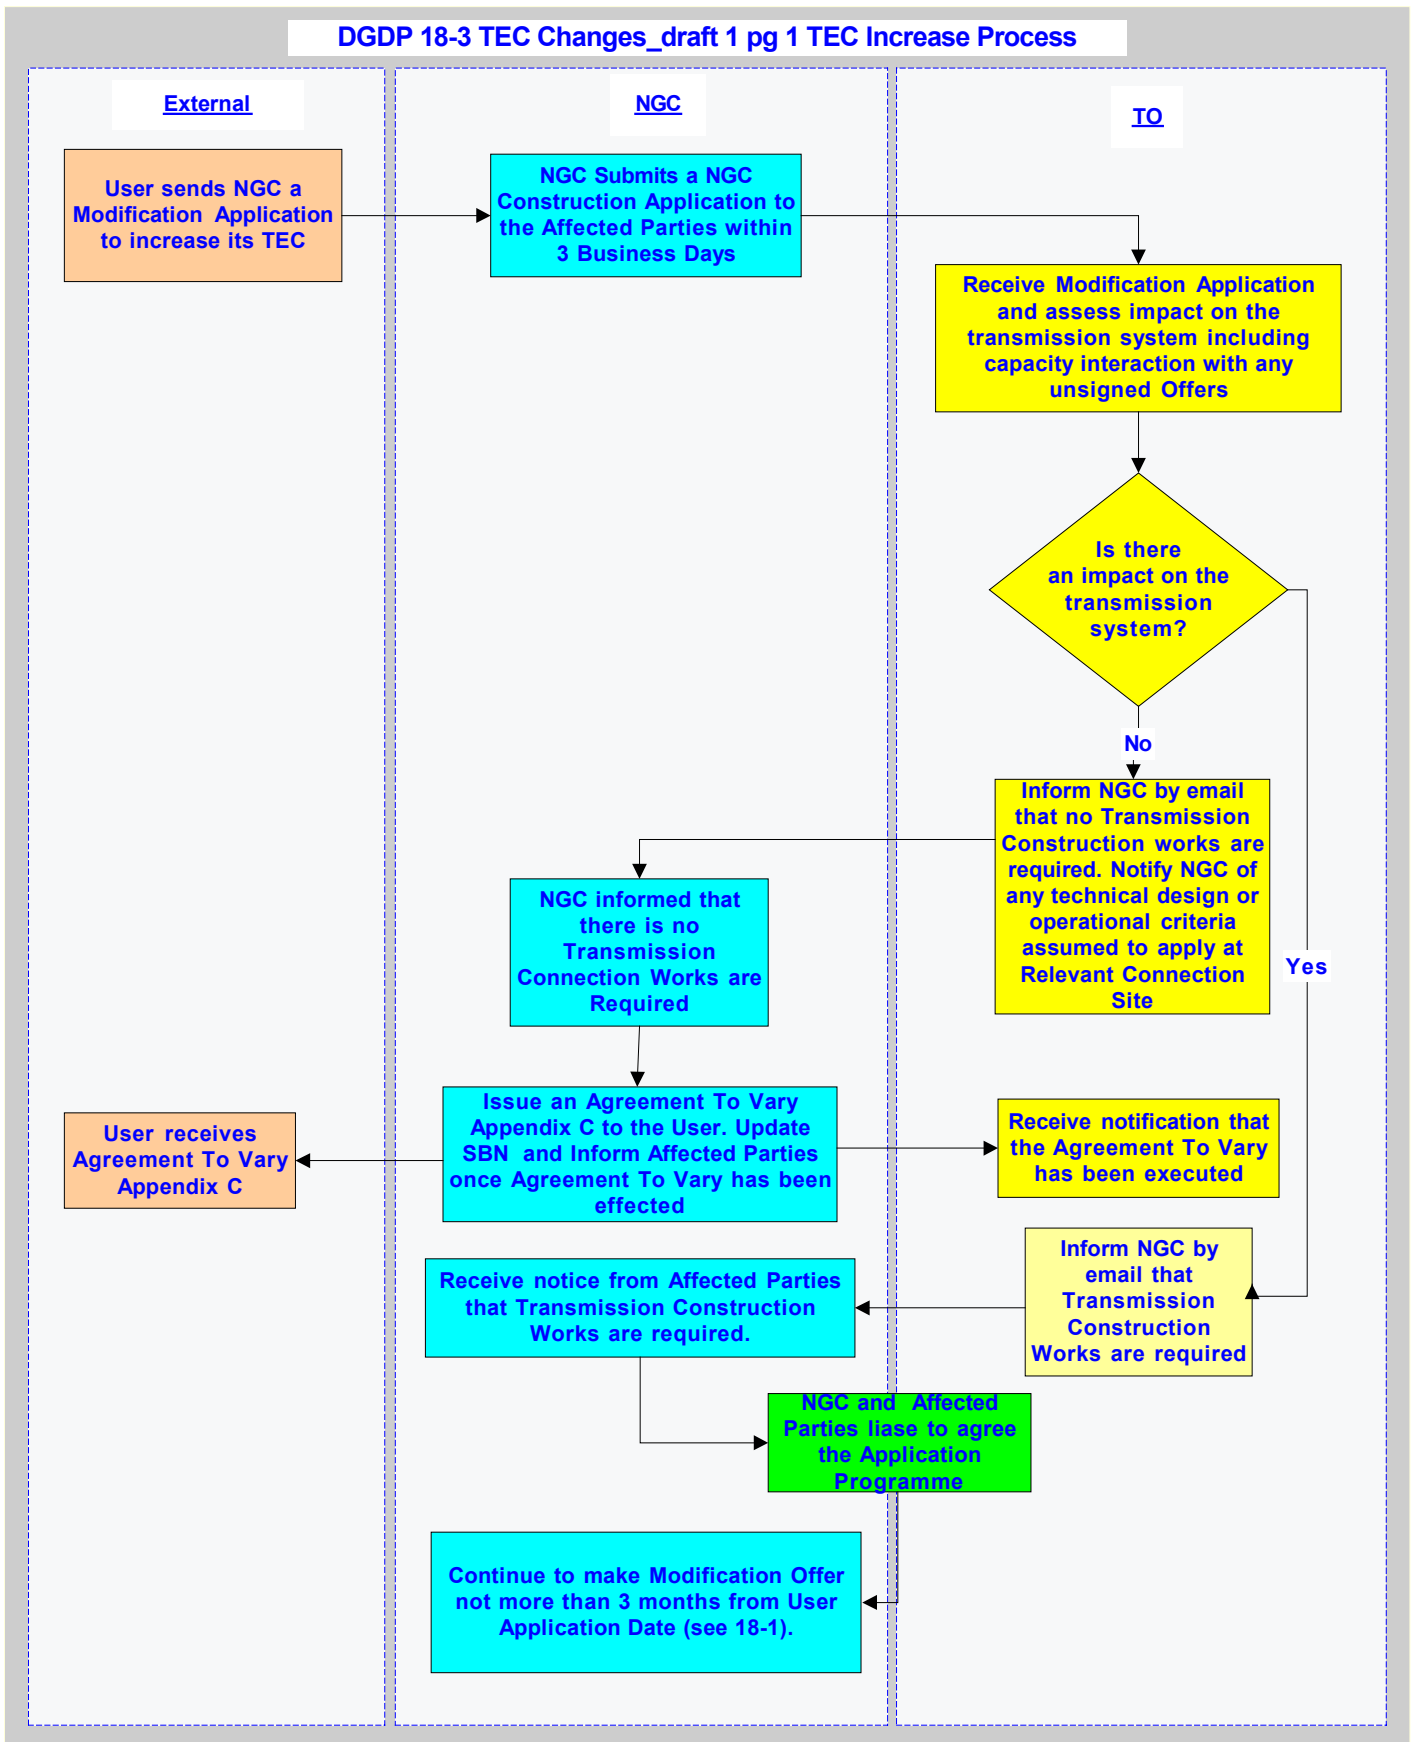 DGDP 18-3 TEC Changes_draft 1 pg 1 TEC Increase Process
External
NGC
TO
User sends NGC a
Modification Application
to increase its TEC
NGC Submits a NGC
Construction Application to
the Affected Parties within
3 Business Days
Receive Modification Application
and assess impact on the
transmission system including
capacity interaction with any
unsigned Offers
Is there
an impact on the
transmission
system?
No
Yes
Inform NGC by email
that no Transmission
Construction works are
required. Notify NGC of
any technical design or
operational criteria
assumed to apply at
Relevant Connection
Site
NGC informed that
there is no
Transmission
Connection Works are
Required
Issue an Agreement To Vary
Appendix C to the User. Update
SBN and Inform Affected Parties
once Agreement To Vary has been
effected
User receives
Agreement To Vary
Appendix C
Receive notification that
the Agreement To Vary
has been executed
Inform NGC by
email that
Transmission
Construction
Works are required
Receive notice from Affected Parties
that Transmission Construction
Works are required.
NGC and Affected
Parties liase to agree
the Application
Programme
Continue to make Modification Offer
not more than 3 months from User
Application Date (see 18-1).